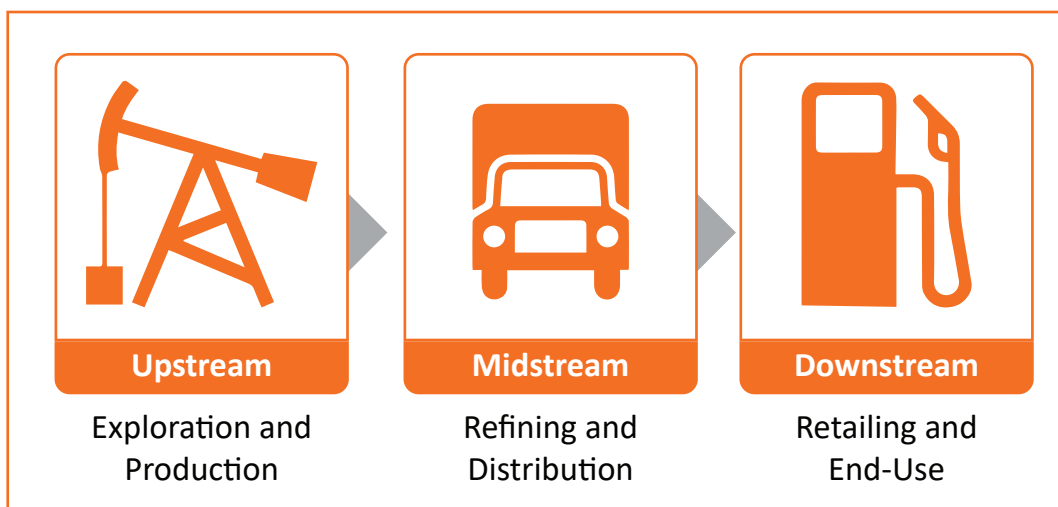 Upstream
Exploration and
Production
Midstream
Refining and
Distribution
Downstream
Retailing and
End-Use